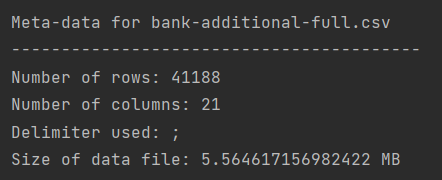 Meta-data for bank-additional-full.csv
-----------------------------------------
Number of rows: 41188
Number of columns: 21
Delimiter used: ;
Size of data file: 5.564617156982422 MB